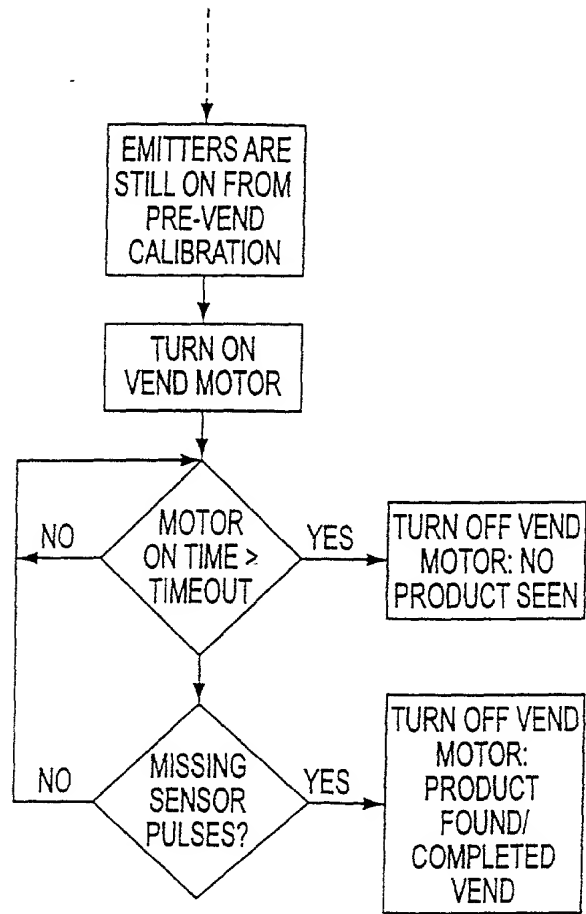 EMITTERS ARE
STILL ON FROM
PRE-VEND
CALIBRATION
TURN ON
VEND MOTOR
NO
MOTOR
ON TIME >
TIMEOUT
YES
TURN OFF VEND
MOTOR: NO
PRODUCT SEEN
NO
MISSING
SENSOR
PULSES?
YES
TURN OFF VEND
MOTOR:
PRODUCT
FOUND/
COMPLETED
VEND